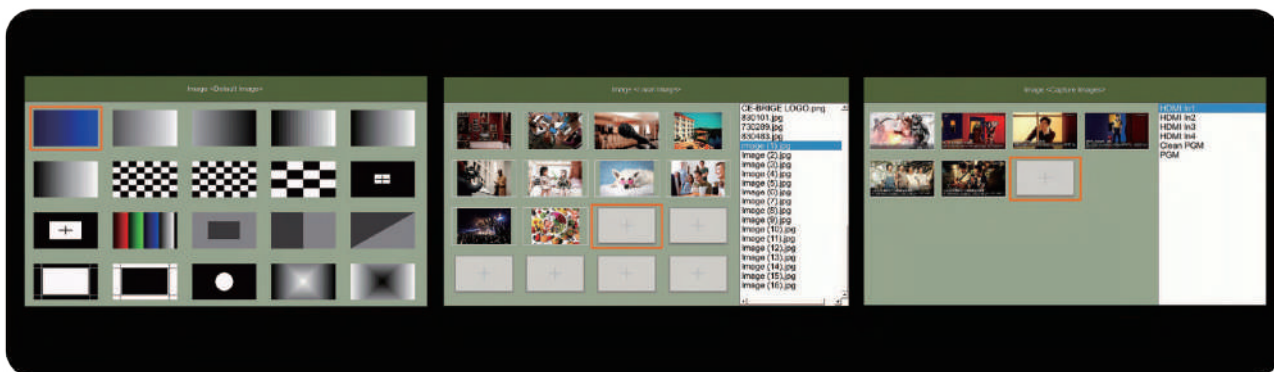 Image <Default Image>
Image <Local Image>
CE-BRIGE LOGO.png
830101.jpg
730289.jpg
830483.jpg
Image (1).jpg
Image (2).jpg
Image (3).jpg
Image (4).jpg
Image (5).jpg
Image (6).jpg
Image (7).jpg
Image (8).jpg
Image (9).jpg
Image (10).jpg
Image (11).jpg
Image (12).jpg
Image (13).jpg
Image (14).jpg
Image (15).jpg
Image (16).jpg
Image <Capture Images>
HDMI In1
HDMI In2
HDMI In3
HDMI In4
Clean PGM
PGM